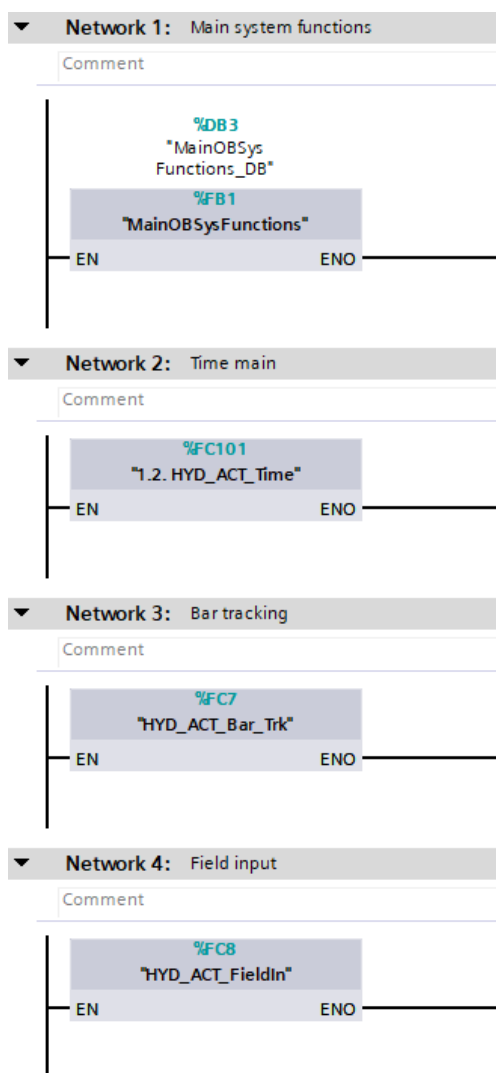 Network 1: Main system functions
Comment
%DB3
"MainOBSys
Functions_DB"
%FB1
"MainOBSysFunctions"
EN ENO
Network 2: Time main
Comment
%FC101
"1.2. HYD_ACT_Time"
EN ENO
Network 3: Bar tracking
Comment
%FC7
"HYD_ACT_Bar_Trk"
EN ENO
Network 4: Field input
Comment
%FC8
"HYD_ACT_FieldIn"
EN ENO